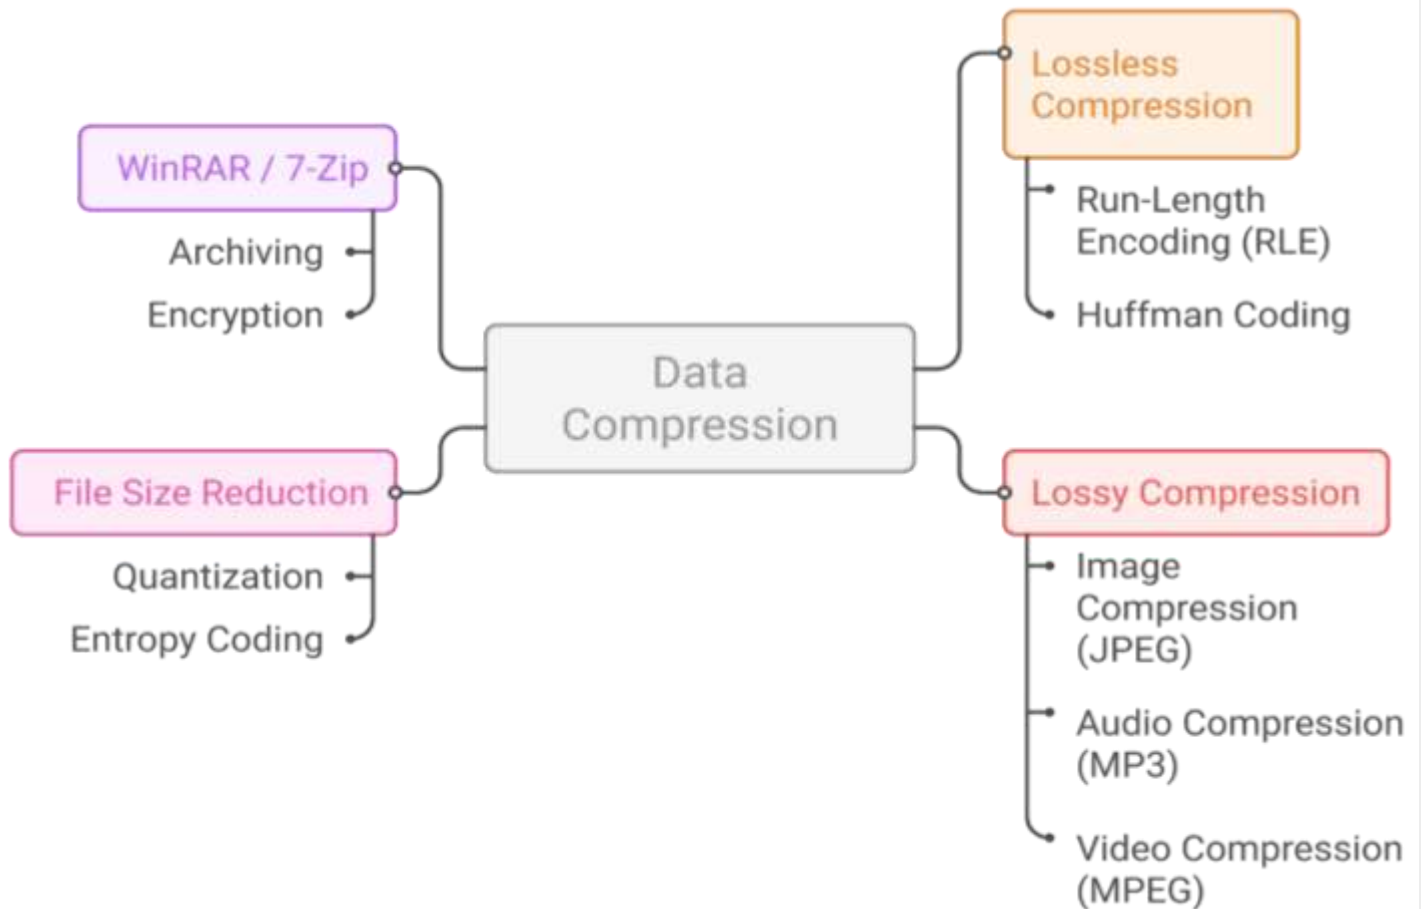 Data
Compression
WinRAR / 7-Zip
Archiving
Encryption
File Size Reduction
Quantization
Entropy Coding
Lossless
Compression
Run-Length
Encoding (RLE)
Huffman Coding
Lossy Compression
Image
Compression
(JPEG)
Audio Compression
(MP3)
Video Compression
(MPEG)